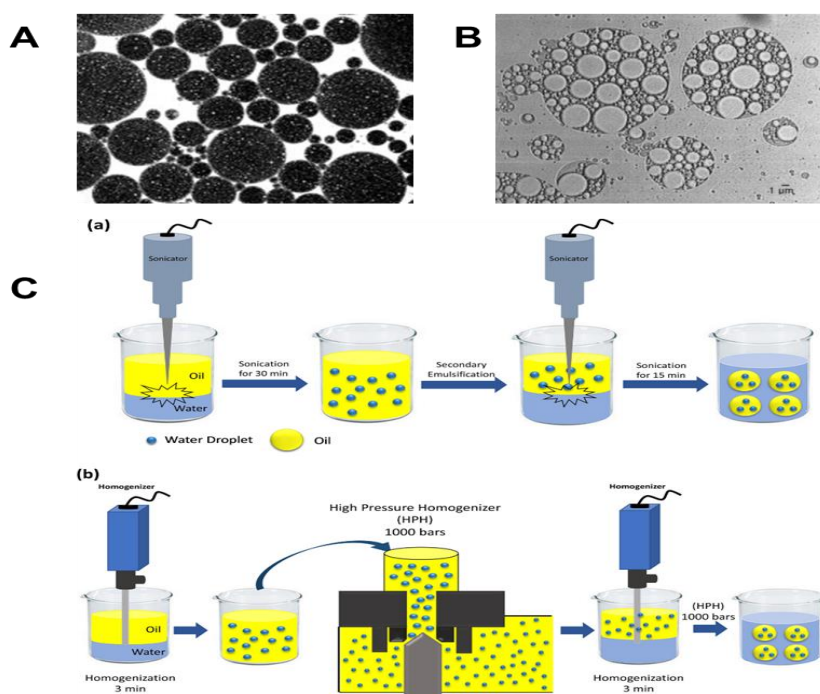 A
B
1 μm
(a)
C
Sonicator
Sonicator
Oil
Water
Sonication
for 30 min
Secondary
Emulsification
Sonication
for 15 min
Water Droplet
Oil
(b)
Homogenizer
High Pressure Homogenizer
(HPH)
1000 bars
Homogenizer
Oil
Water
(HPH)
1000 bars
Homogenization
3 min
Homogenization
3 min